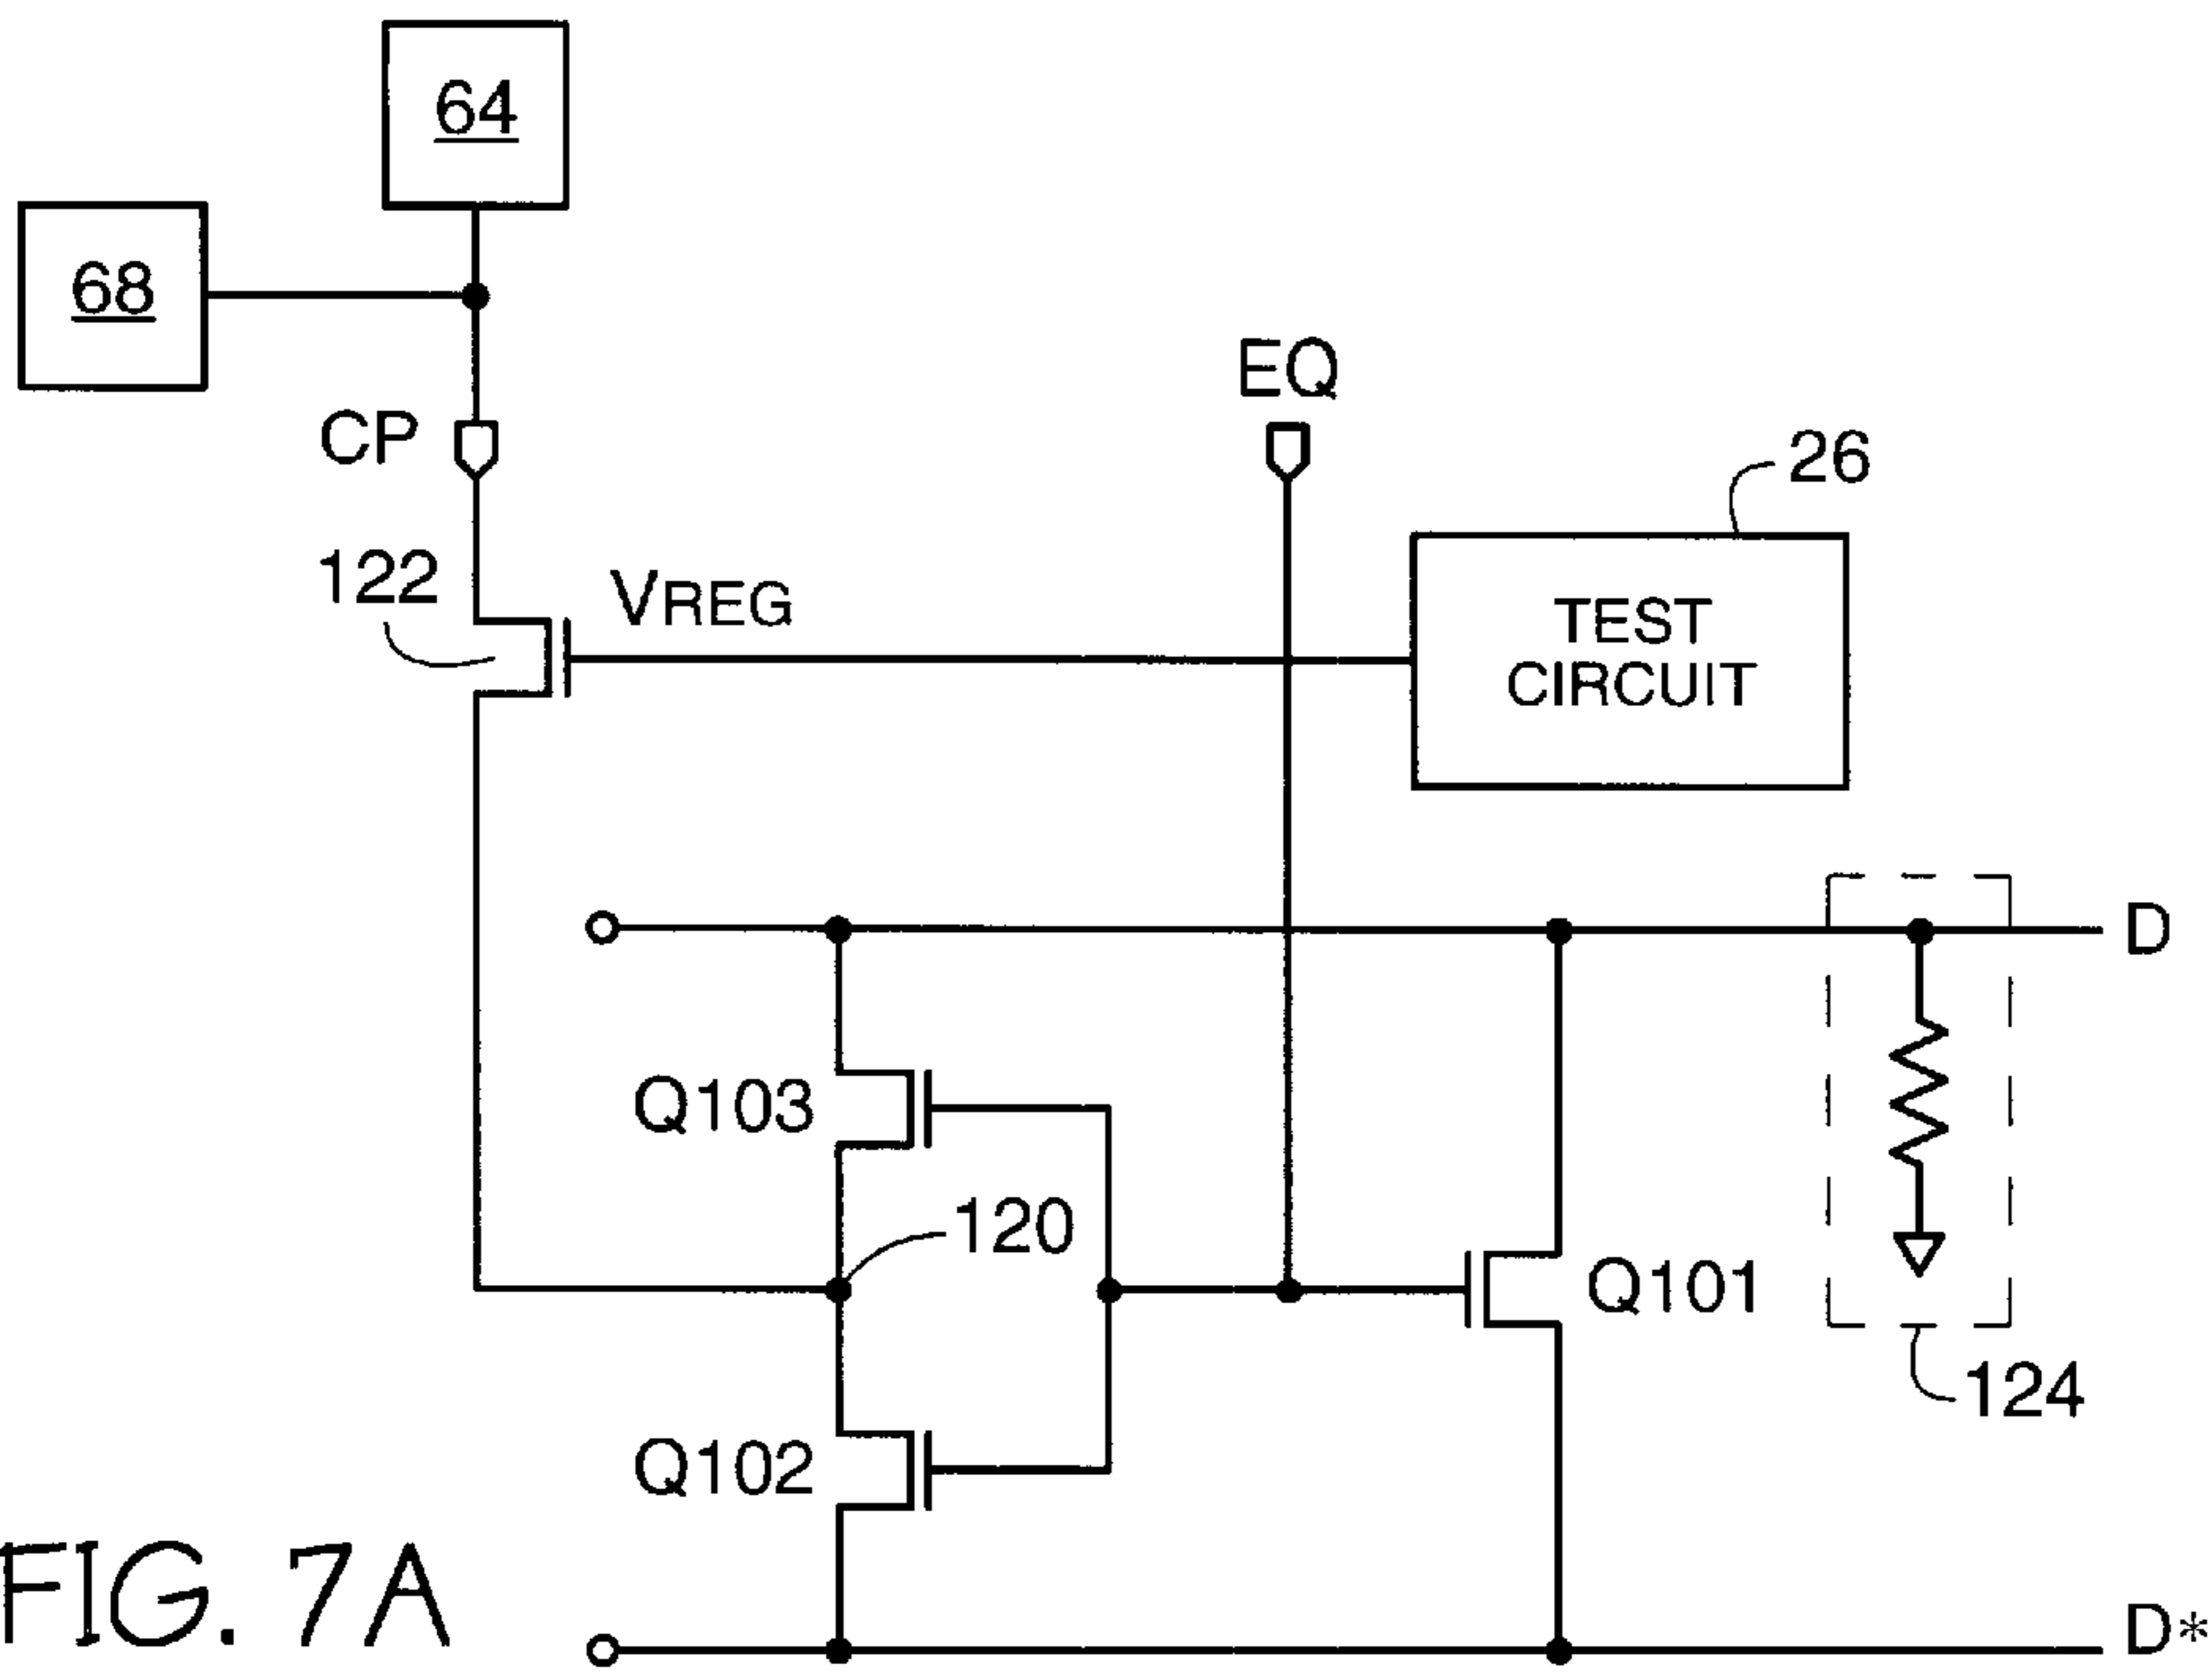 64
68
EQ
CP
26
122
VREG
TEST
CIRCUIT
D
Q103
120
Q101
124
Q102
FIG. 7A
D*